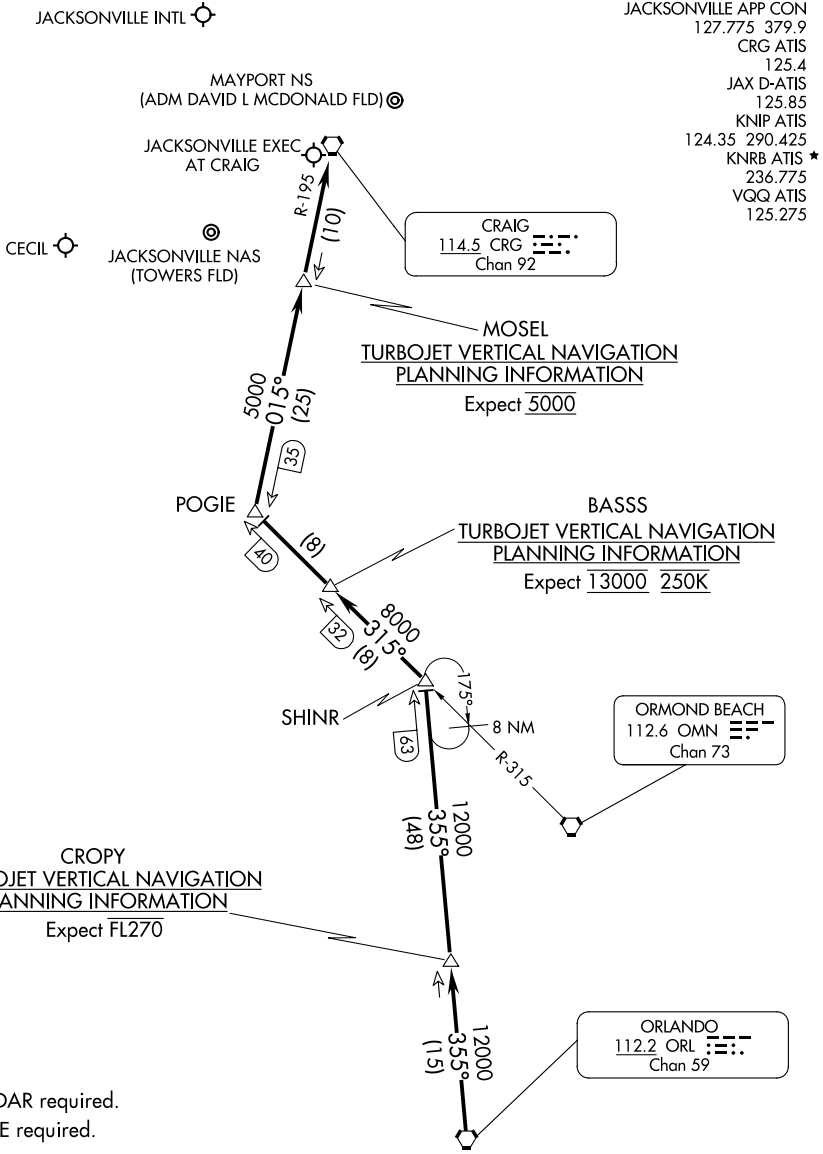 JACKSONVILLE INTL
JACKSONVILLE APP CON
127.775 379.9
CRG ATIS
125.4
JAX D-ATIS
125.85
KNIP ATIS
124.35 290.425
KNRB ATIS ★
236.775
VQQ ATIS
125.275
MAYPORT NS
(ADM DAVID L MCDONALD FLD)
JACKSONVILLE EXEC
AT CRAIG
CECIL
JACKSONVILLE NAS
(TOWERS FLD)
R-195
(10)
CRAIG
114.5 CRG
Chan 92
MOSEL
TURBOJET VERTICAL NAVIGATION
PLANNING INFORMATION
Expect 5000
5000
015°
(25)
35
POGIE
40
(8)
BASSS
TURBOJET VERTICAL NAVIGATION
PLANNING INFORMATION
Expect 13000 250K
32
8000
315°
(8)
SHINR
63
175°
8 NM
R-315
ORMOND BEACH
112.6 OMN
Chan 73
12000
355°
(48)
CROPY
OJET VERTICAL NAVIGATION
ANNING INFORMATION
Expect FL270
12000
355°
(15)
ORLANDO
112.2 ORL
Chan 59
DAR required.
E required.